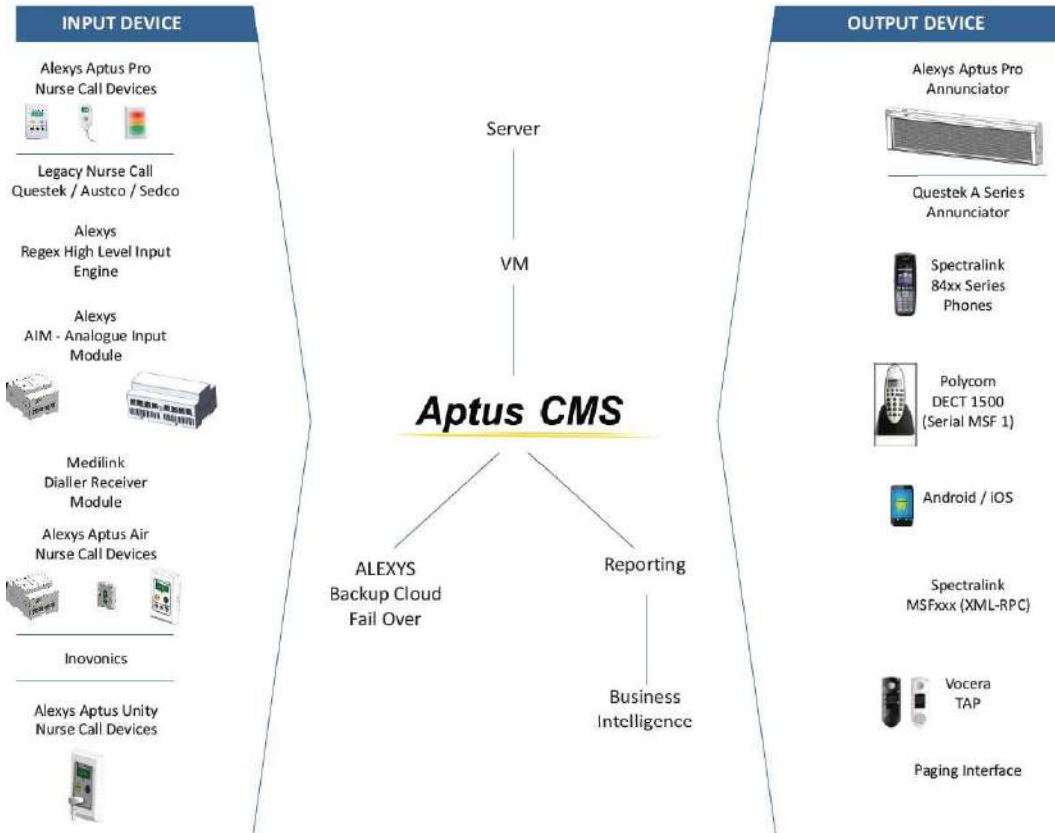 INPUT DEVICE
Alexys Aptus Pro
Nurse Call Devices
Legacy Nurse Call
Questek / Austco / Sedco
Alexys
Regex High Level Input
Engine
Alexys
AIM - Analogue Input
Module
Medilink
Dialler Receiver
Module
Alexys Aptus Air
Nurse Call Devices
Inovonics
Alexys Aptus Unity
Nurse Call Devices
Server
VM
Aptus CMS
ALEXYS
Backup Cloud
Fail Over
Reporting
Business
Intelligence
OUTPUT DEVICE
Alexys Aptus Pro
Annunciator
Questek A Series
Annunciator
Spectralink
84xx Series
Phones
Polycom
DECT 1500
(Serial MSF 1)
Android / iOS
Spectralink
MSFxxx (XML-RPC)
Vocera
TAP
Paging Interface